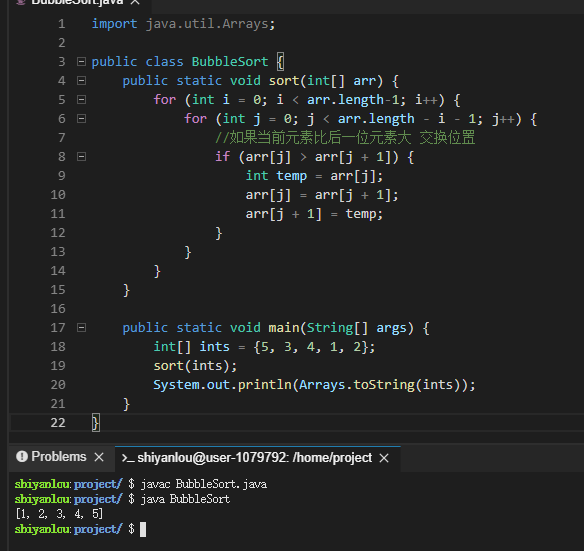 BubbleSort.java ×
1 import java.util.Arrays;
2
3 public class BubbleSort {
4 public static void sort(int[] arr) {
5 for (int i = 0; i < arr.length-1; i++) {
6 for (int j = 0; j < arr.length - i - 1; j++) {
7 //如果当前元素比后一位元素大 交换位置
8 if (arr[j] > arr[j + 1]) {
9 int temp = arr[j];
10 arr[j] = arr[j + 1];
11 arr[j + 1] = temp;
12 }
13 }
14 }
15 }
16
17 public static void main(String[] args) {
18 int[] ints = {5, 3, 4, 1, 2};
19 sort(ints);
20 System.out.println(Arrays.toString(ints));
21 }
22 }
Problems × >_ shiyanlou@user-1079792: /home/project ×
shiyanlou:project/ $ javac BubbleSort.java
shiyanlou:project/ $ java BubbleSort
[1, 2, 3, 4, 5]
shiyanlou:project/ $